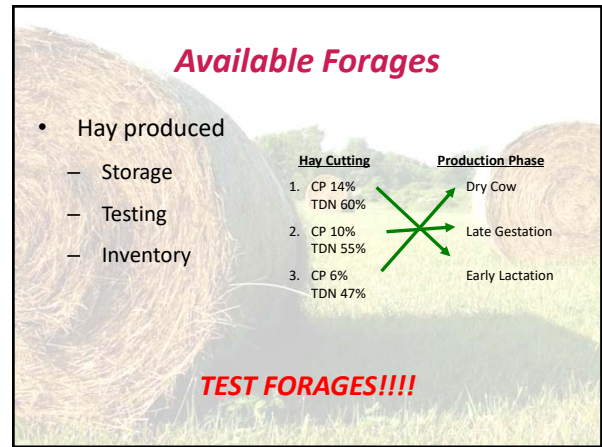 Available Forages
• Hay produced
– Storage
– Testing
– Inventory
Hay Cutting
1. CP 14%
TDN 60%
2. CP 10%
TDN 55%
3. CP 6%
TDN 47%
Production Phase
Dry Cow
Late Gestation
Early Lactation
TEST FORAGES!!!!